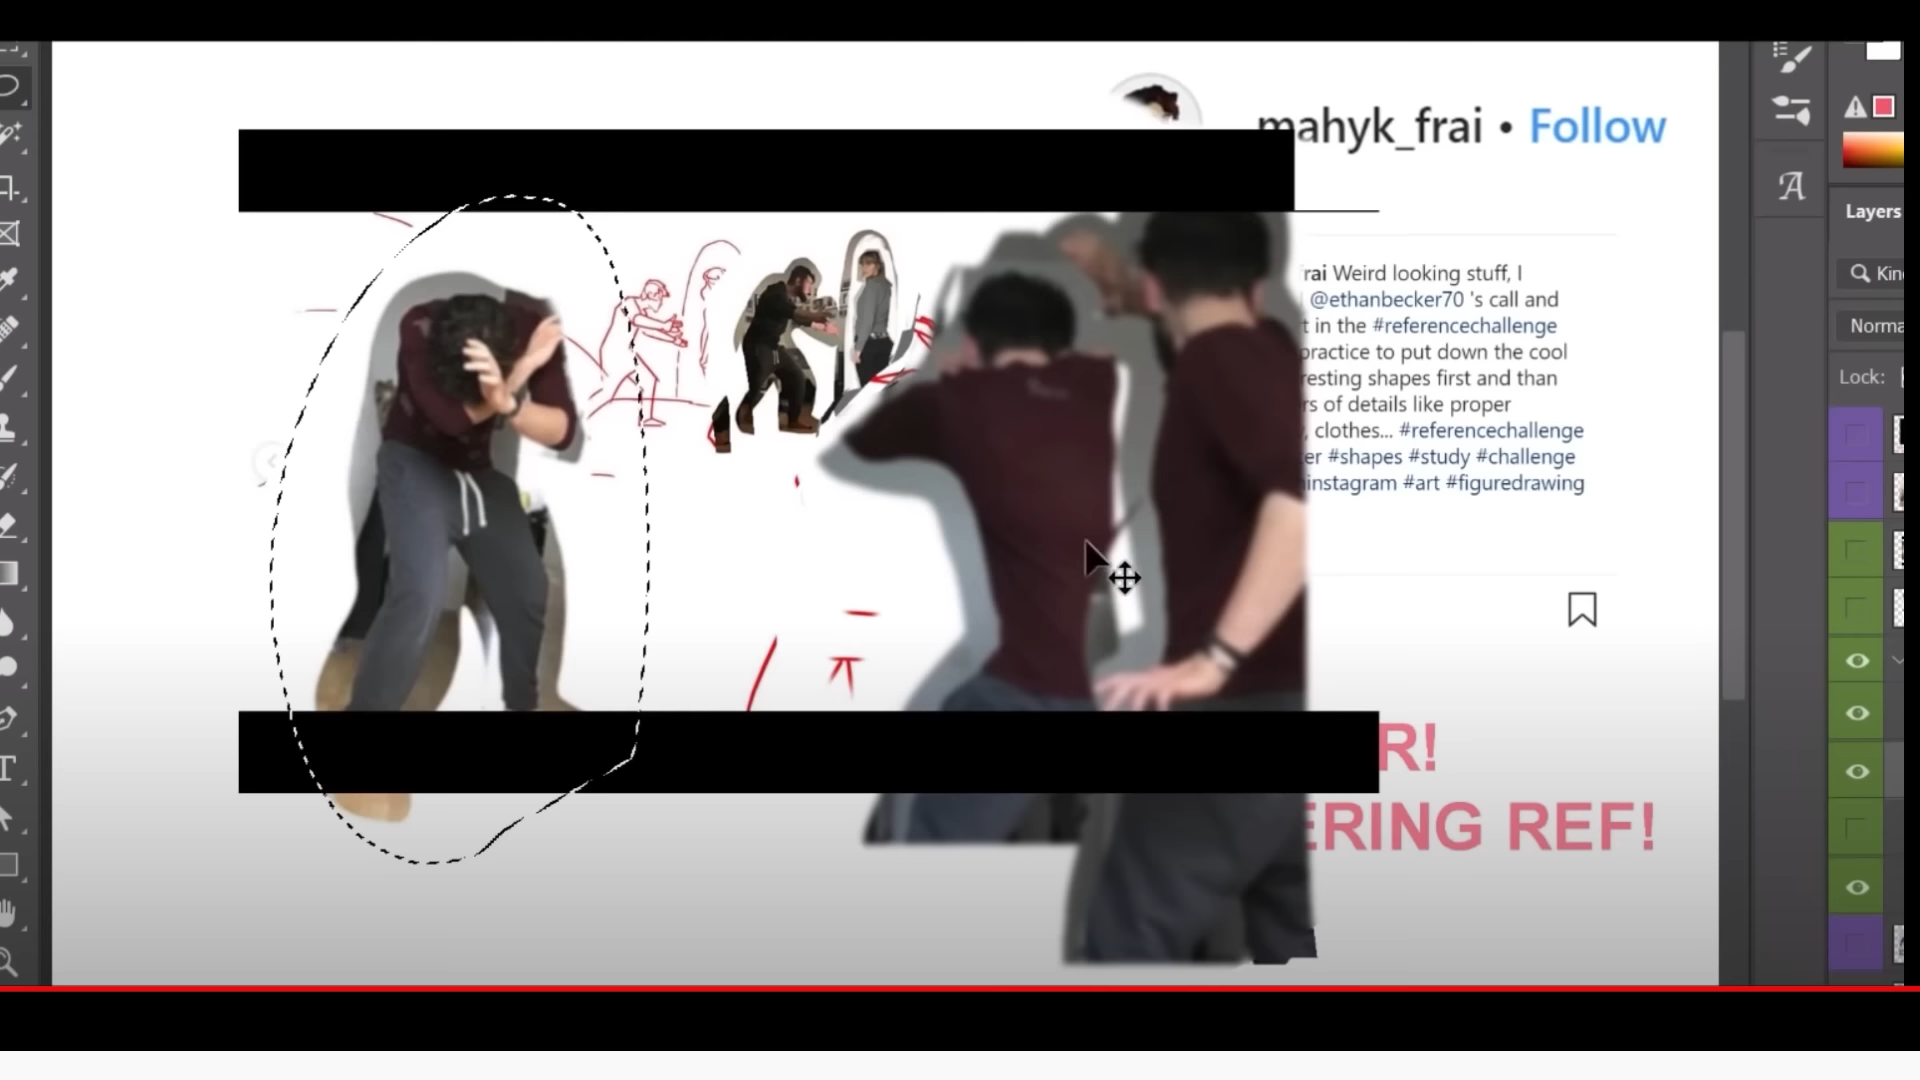 mahyk_frai • Follow
rai Weird looking stuff, I
@ethanbecker70 's call and
t in the #referencechallenge
practice to put down the cool
resting shapes first and than
rs of details like proper
, clothes... #referencechallenge
er #shapes #study #challenge
instagram #art #figuredrawing
R!
ERING REF!
Layers
Kin
Norma
Lock: